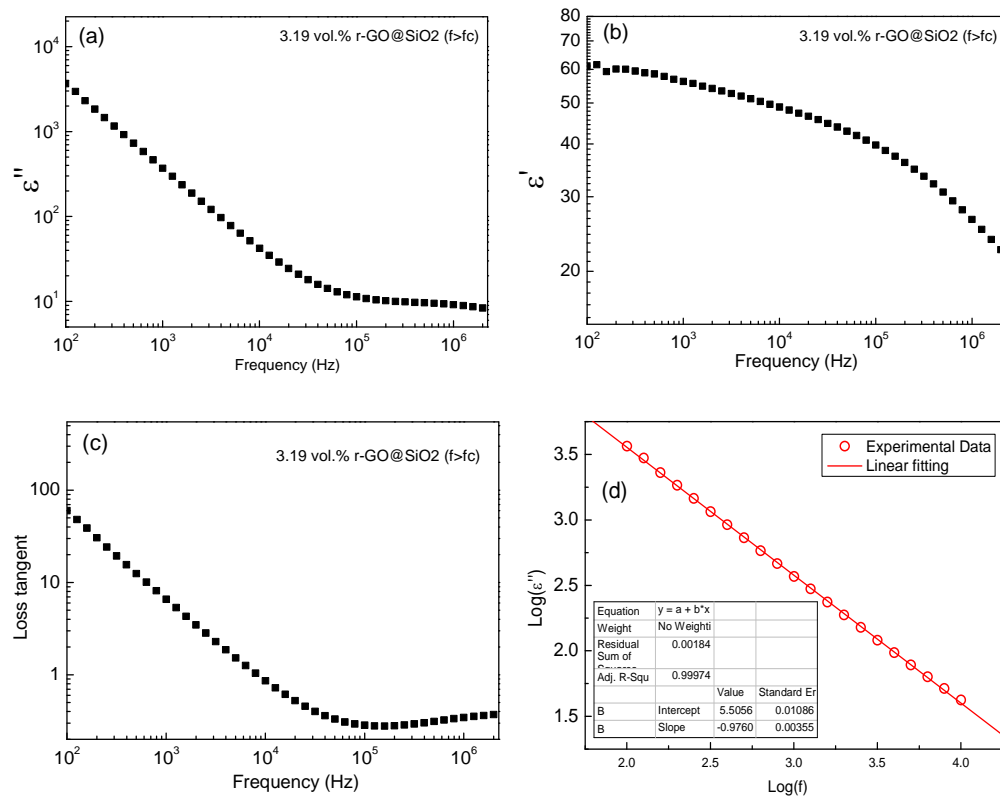 (a)
3.19 vol.% r-GO@SiO2 (f>fc)
10^4
10^3
10^2
10^1
ε''
10^2 10^3 10^4 10^5 10^6
Frequency (Hz)
(b)
3.19 vol.% r-GO@SiO2 (f>fc)
80
70
60
50
40
30
20
ε'
10^2 10^3 10^4 10^5 10^6
Frequency (Hz)
(c)
3.19 vol.% r-GO@SiO2 (f>fc)
100
10
1
Loss tangent
10^2 10^3 10^4 10^5 10^6
Frequency (Hz)
Experimental Data
Linear fitting
(d)
3.5
3.0
2.5
2.0
1.5
Log(ε'')
Equation y = a + b*x
Weight No Weighti
Residual 0.00184
Sum of
Adj. R-Squ 0.99974
Value Standard Er
B Intercept 5.5056 0.01086
B Slope -0.9760 0.00355
2.0 2.5 3.0 3.5 4.0
Log(f)